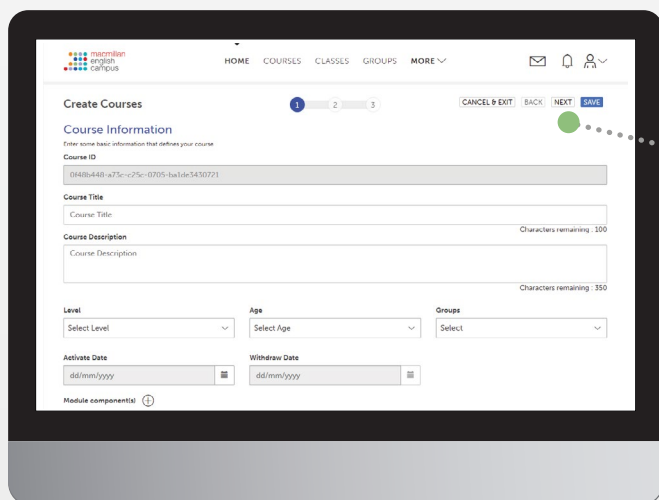 macmillan
english
campus
HOME COURSES CLASSES GROUPS MORE
Create Courses
1 2 3
CANCEL & EXIT BACK NEXT SAVE
Course Information
Enter some basic information that defines your course
Course ID
0f48b448-a73c-c25c-0705-ba1de3430721
Course Title
Course Title
Characters remaining : 100
Course Description
Course Description
Characters remaining : 350
Level Age Groups
Select Level Select Age Select
Activate Date Withdraw Date
dd/mm/yyyy dd/mm/yyyy
Module component(s)